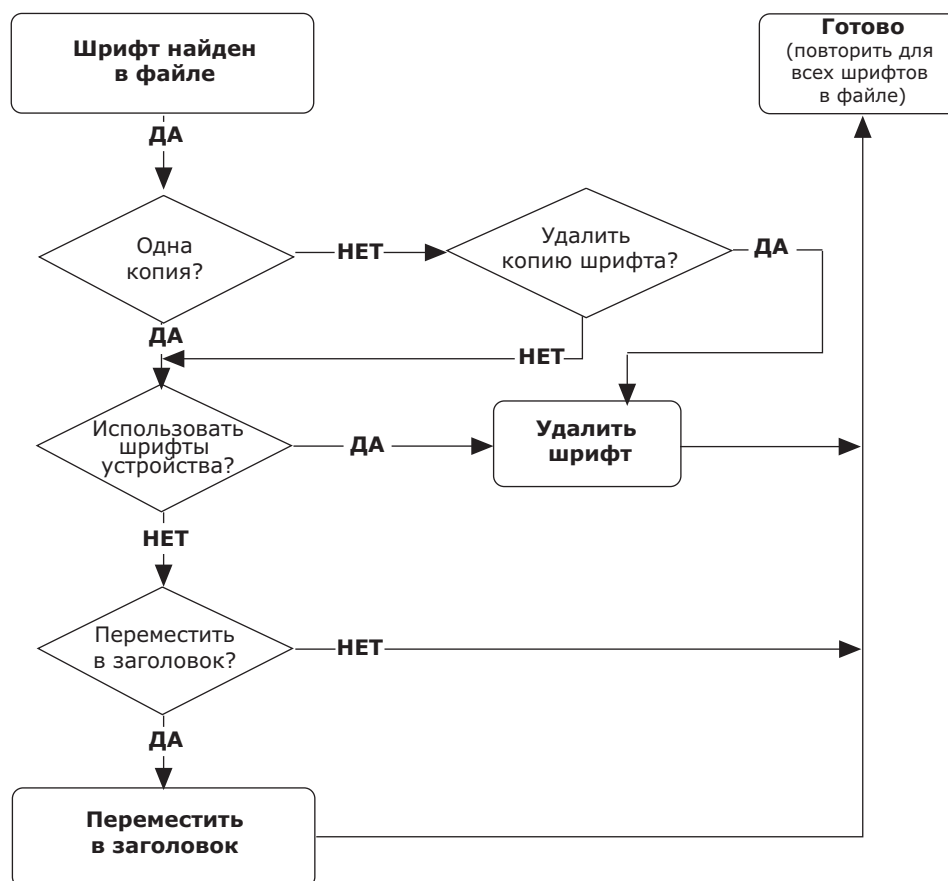 Шрифт найден
в файле
Готово
(повторить для
всех шрифтов
в файле)
ДА
Одна
копия?
НЕТ
Удалить
копию шрифта?
ДА
ДА
НЕТ
Использовать
шрифты
устройства?
ДА
Удалить
шрифт
НЕТ
Переместить
в заголовок?
НЕТ
ДА
Переместить
в заголовок